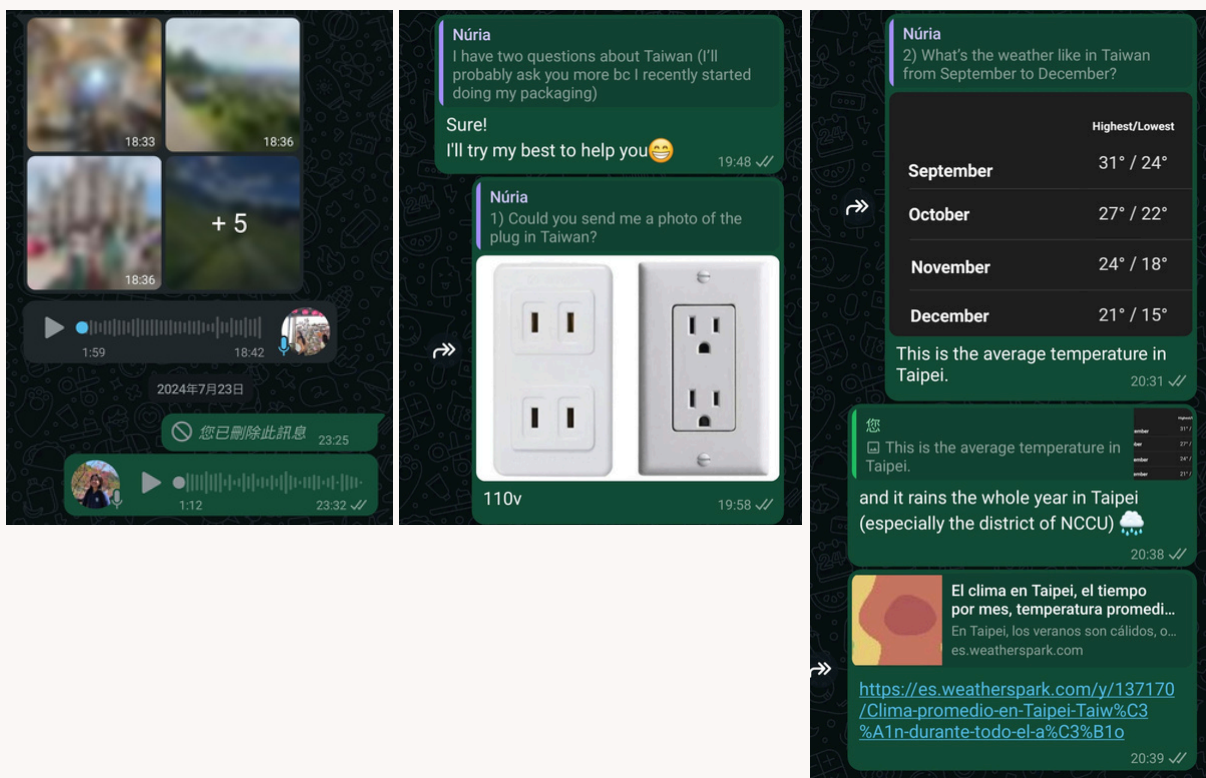 18:33
18:36
18:36
+ 5
1:59
18:42
2024年7月23日
您已刪除此訊息
23:25
1:12
23:32
Núria
I have two questions about Taiwan (I'll
probably ask you more bc I recently started
doing my packaging)
Sure!
I'll try my best to help you😁
19:48
Núria
1) Could you send me a photo of the
plug in Taiwan?
110v
19:58
Núria
2) What's the weather like in Taiwan
from September to December?
Highest/Lowest
September 31° / 24°
October 27° / 22°
November 24° / 18°
December 21° / 15°
This is the average temperature in
Taipei.
20:31
您
This is the average temperature in
Taipei.
and it rains the whole year in Taipei
(especially the district of NCCU) 🌧️
20:38
El clima en Taipei, el tiempo
por mes, temperatura promedi...
En Taipei, los veranos son cálidos, o...
es.weatherspark.com
https://es.weatherspark.com/y/137170
/Clima-promedio-en-Taipei-Taiw%C3
%A1n-durante-todo-el-a%C3%B1o
20:39